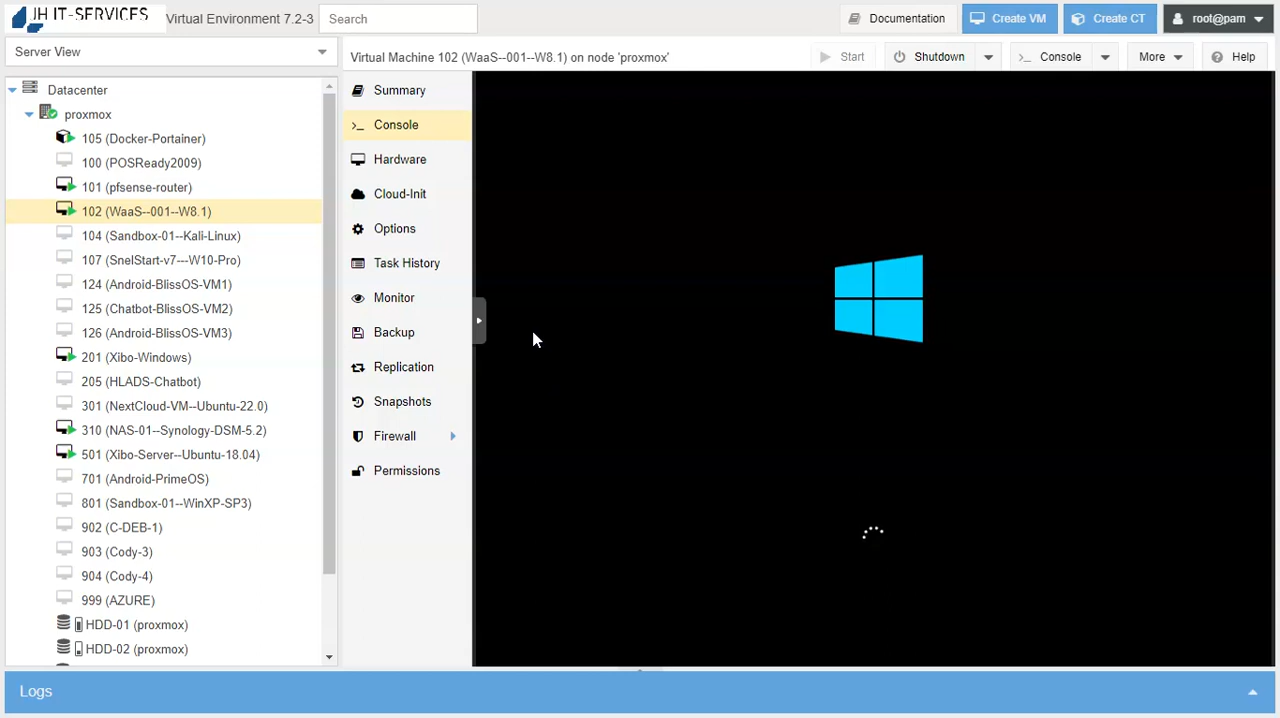 JH IT-SERVICES
Virtual Environment 7.2-3
Search
Documentation
Create VM
Create CT
root@pam
Server View
Virtual Machine 102 (WaaS--001--W8.1) on node 'proxmox'
Start
Shutdown
Console
More
Help
Datacenter
proxmox
105 (Docker-Portainer)
100 (POSReady2009)
101 (pfsense-router)
102 (WaaS--001--W8.1)
104 (Sandbox-01--Kali-Linux)
107 (SnelStart-v7---W10-Pro)
124 (Android-BlissOS-VM1)
125 (Chatbot-BlissOS-VM2)
126 (Android-BlissOS-VM3)
201 (Xibo-Windows)
205 (HLADS-Chatbot)
301 (NextCloud-VM--Ubuntu-22.0)
310 (NAS-01--Synology-DSM-5.2)
501 (Xibo-Server--Ubuntu-18.04)
701 (Android-PrimeOS)
801 (Sandbox-01--WinXP-SP3)
902 (C-DEB-1)
903 (Cody-3)
904 (Cody-4)
999 (AZURE)
HDD-01 (proxmox)
HDD-02 (proxmox)
Summary
Console
Hardware
Cloud-Init
Options
Task History
Monitor
Backup
Replication
Snapshots
Firewall
Permissions
Logs